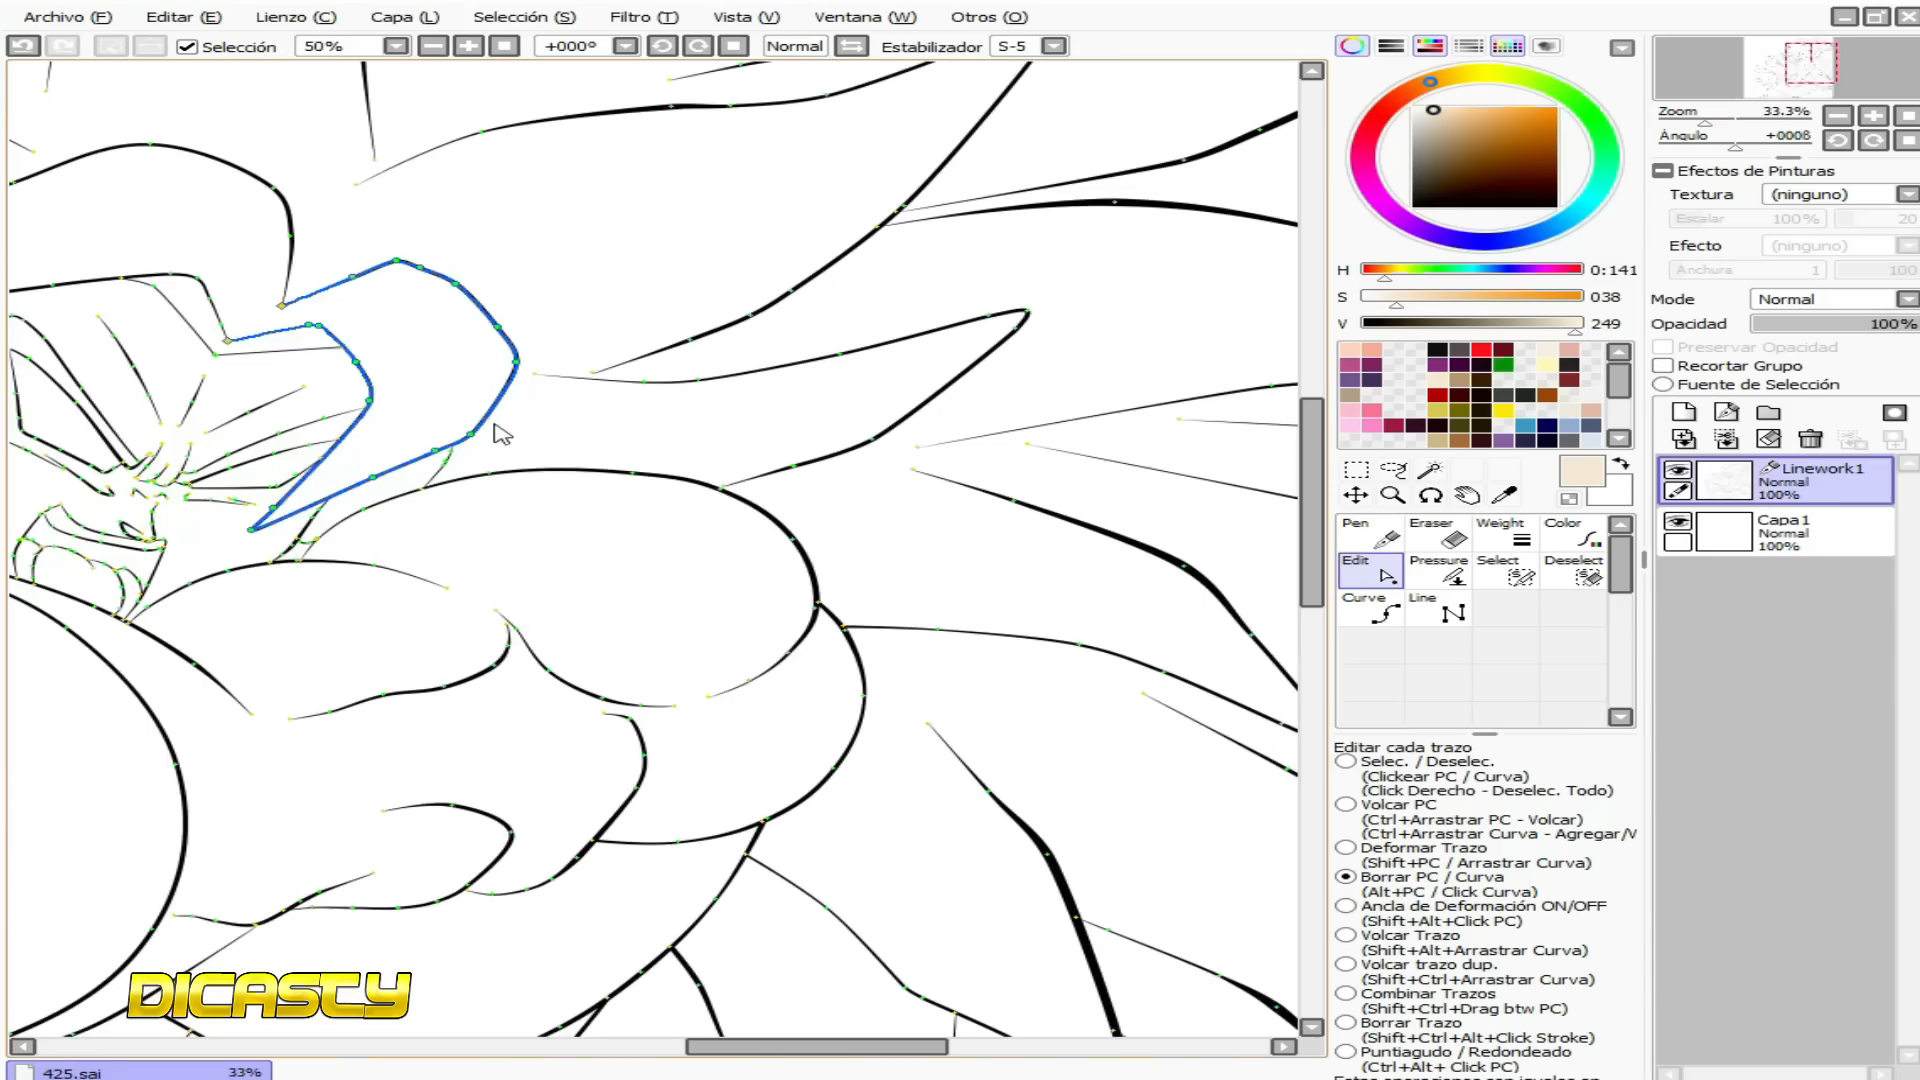 Archivo (F) Editar (E) Lienzo (C) Capa (L) Selección (S) Filtro (T) Vista (V) Ventana (W) Otros (O)
Selección 50% +000º Normal Estabilizador S-5
Zoom 33.3%
Ángulo +000ß
Efectos de Pinturas
Textura (ninguno)
Escalar 100% 20
Efecto (ninguno)
Anchura 1 100
Modo Normal
Opacidad 100%
Preservar Opacidad
Recortar Grupo
Fuente de Selección
H 0:141
S 038
V 249
Linework1
Normal
100%
Capa1
Normal
100%
Pen Eraser Weight Color
Edit Pressure Select Deselect
Curve Line
Editar cada trazo
Selec. / Deselec.
(Clickear PC / Curva)
(Click Derecho - Deselec. Todo)
Volcar PC
(Ctrl+Arrastrar PC - Volcar)
(Ctrl+Arrastrar Curva - Agregar/V
Deformar Trazo
(Shift+PC / Arrastrar Curva)
Borrar PC / Curva
(Alt+PC / Click Curva)
Ancla de Deformación ON/OFF
(Shift+Alt+Click PC)
Volcar Trazo
(Shift+Alt+Arrastrar Curva)
Volcar trazo dup.
(Shift+Ctrl+Arrastrar Curva)
Combinar Trazos
(Shift+Ctrl+Drag btw PC)
Borrar Trazo
(Shift+Ctrl+Alt+Click Stroke)
Puntiagudo / Redondeado
(Ctrl+Alt+ Click PC)
DICASTY
425.sai 33%